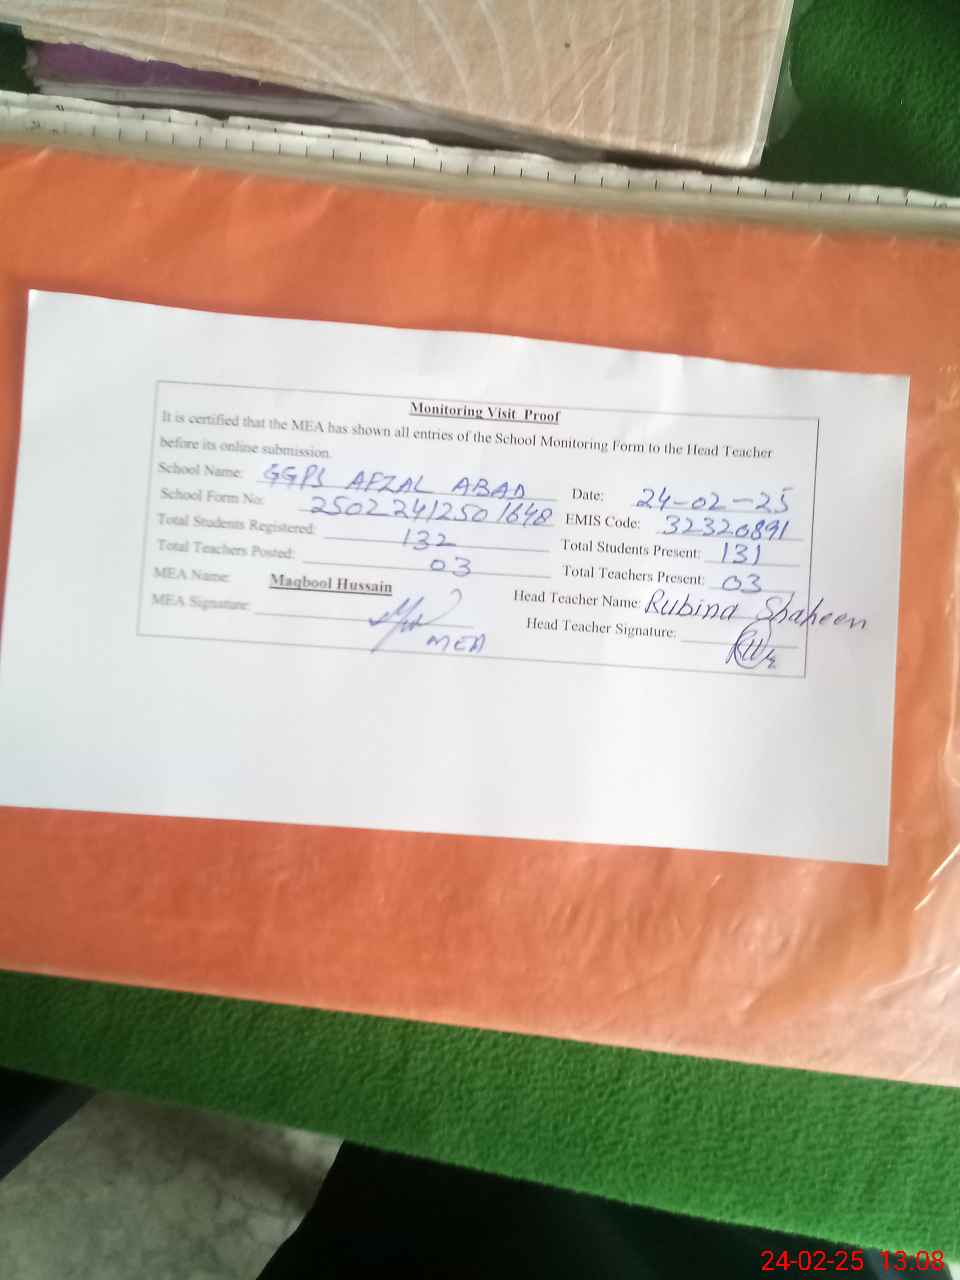 Monitoring Visit Proof
It is certified that the MEA has shown all entries of the School Monitoring Form to the Head Teacher
before its online submission.
School Name: GGPS AFZAL ABAD Date: 24-02-25
School Form No: 25022412501648 EMIS Code: 32320891
Total Students Registered: 132 Total Students Present: 131
Total Teachers Posted: 03 Total Teachers Present: 03
MEA Name: Maqbool Hussain Head Teacher Name: Rubina Shaheen
MEA Signature: MEA Head Teacher Signature:
24-02-25 13:08